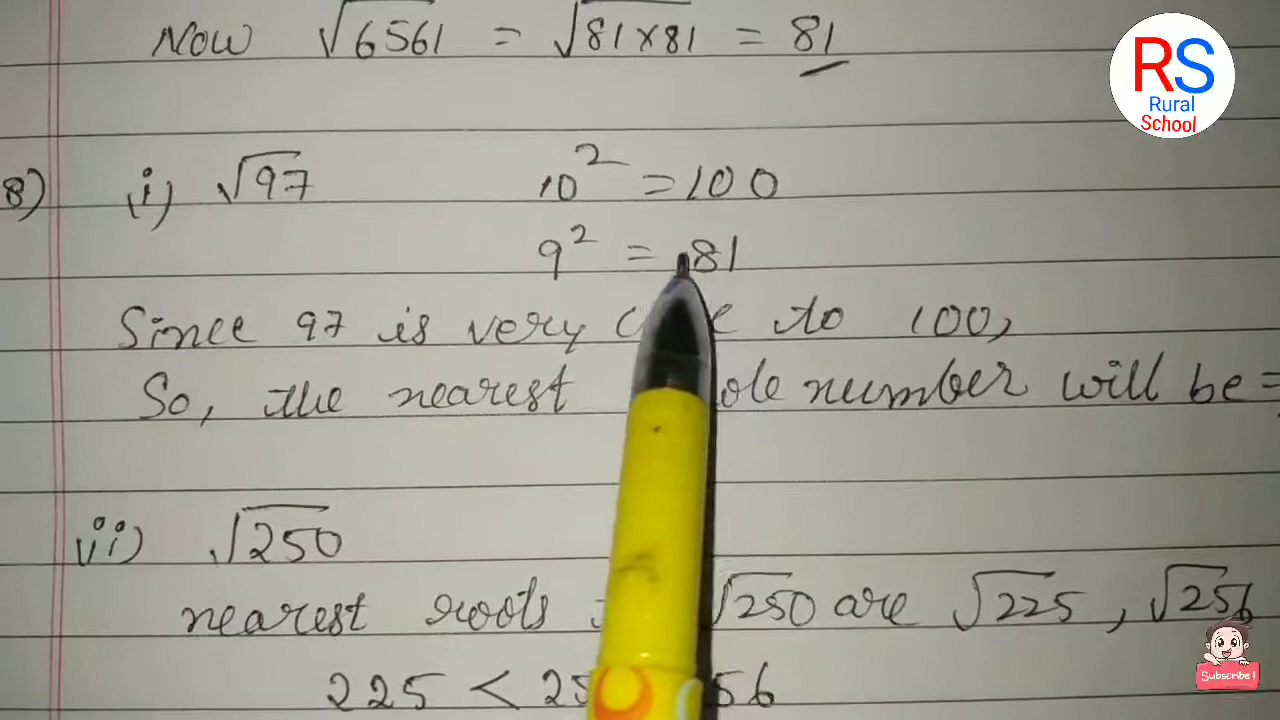 Now √6561 = √81×81 = 81
RS
Rural
School
8) (i) √97 10² = 100
9² = 81
Since 97 is very to 100,
So, the nearest number will be =
ii) √250
nearest roots √250 are √225, √256
Subscribe!
225 < 2